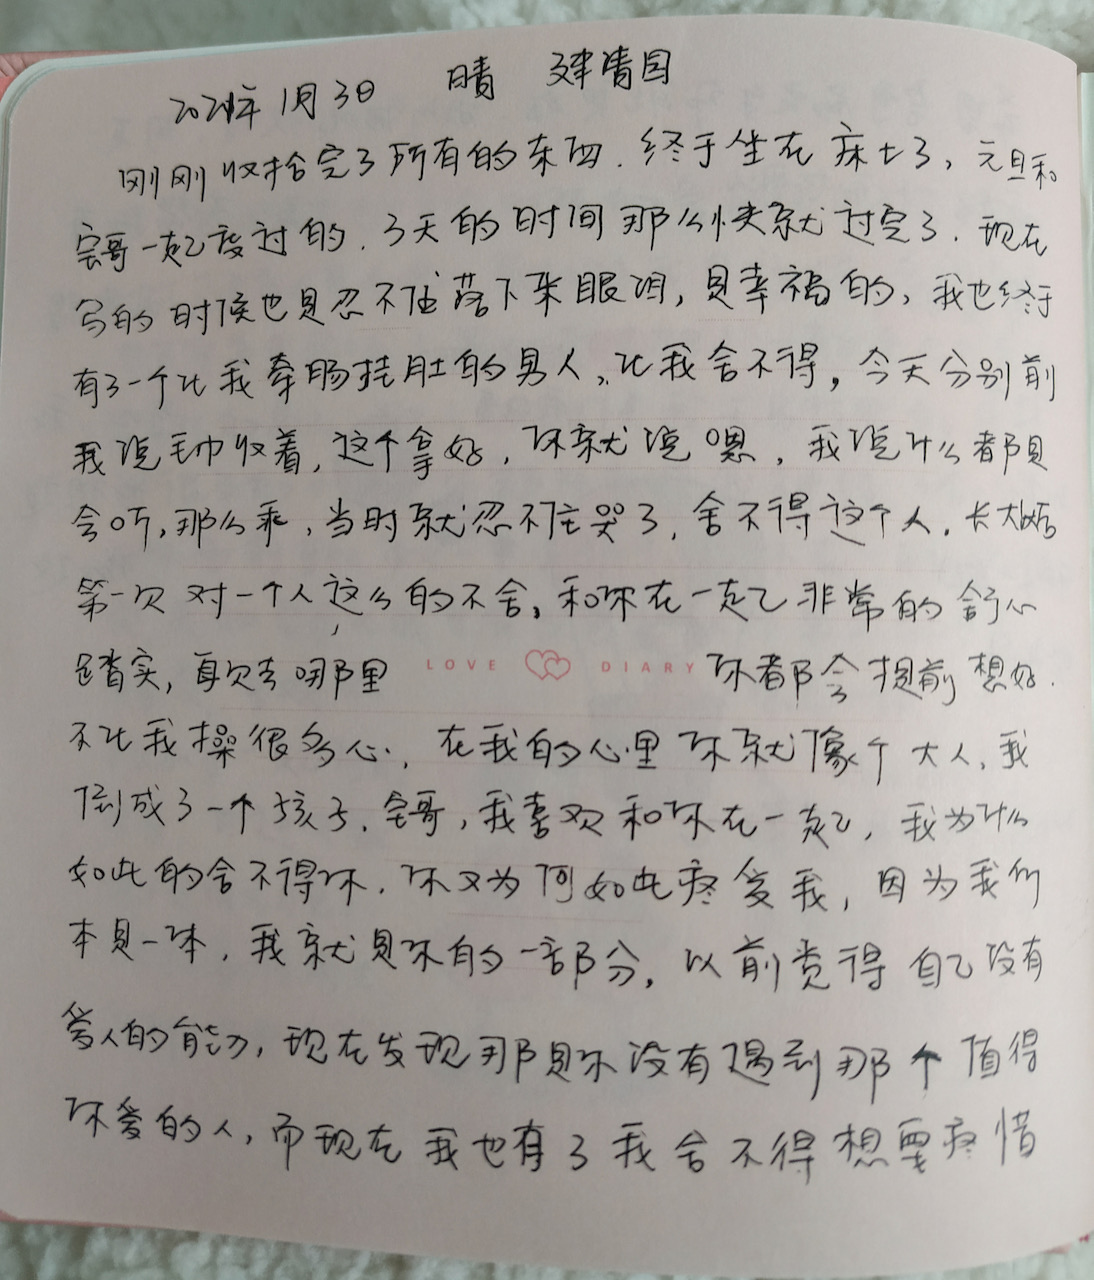 2021年1月3日 晴
刚刚收拾完了所有的东西.终于坐在床上了,元旦和
宝哥一起度过的.3天的时间那么快就过完了.现在
写的时候也是忍不住落下来眼泪,是幸福的,我也终于
有了一个让我牵肠挂肚的男人,让我舍不得,今天分别前
我说毛巾收着,这个拿好,你就说嗯,我说什么都是
会听,那么乖,当时就忍不住哭了,舍不得这个人.长大后
第一次对一个人这么的不舍,和你在一起非常的舒心
踏实,每次去哪里 LOVE DIARY 你都会提前想好.
不让我操很多心,在我的心里你就像个大人,我
倒成了一个孩子.宝哥,我喜欢和你在一起,我为什么
如此的舍不得你.你又为何如此疼爱我,因为我们
本是一体,我就是你的一部分,以前觉得自己没有
爱人的能力,现在发现那是你没有遇到那个值得
你爱的人,而现在我也有了我舍不得想要疼惜